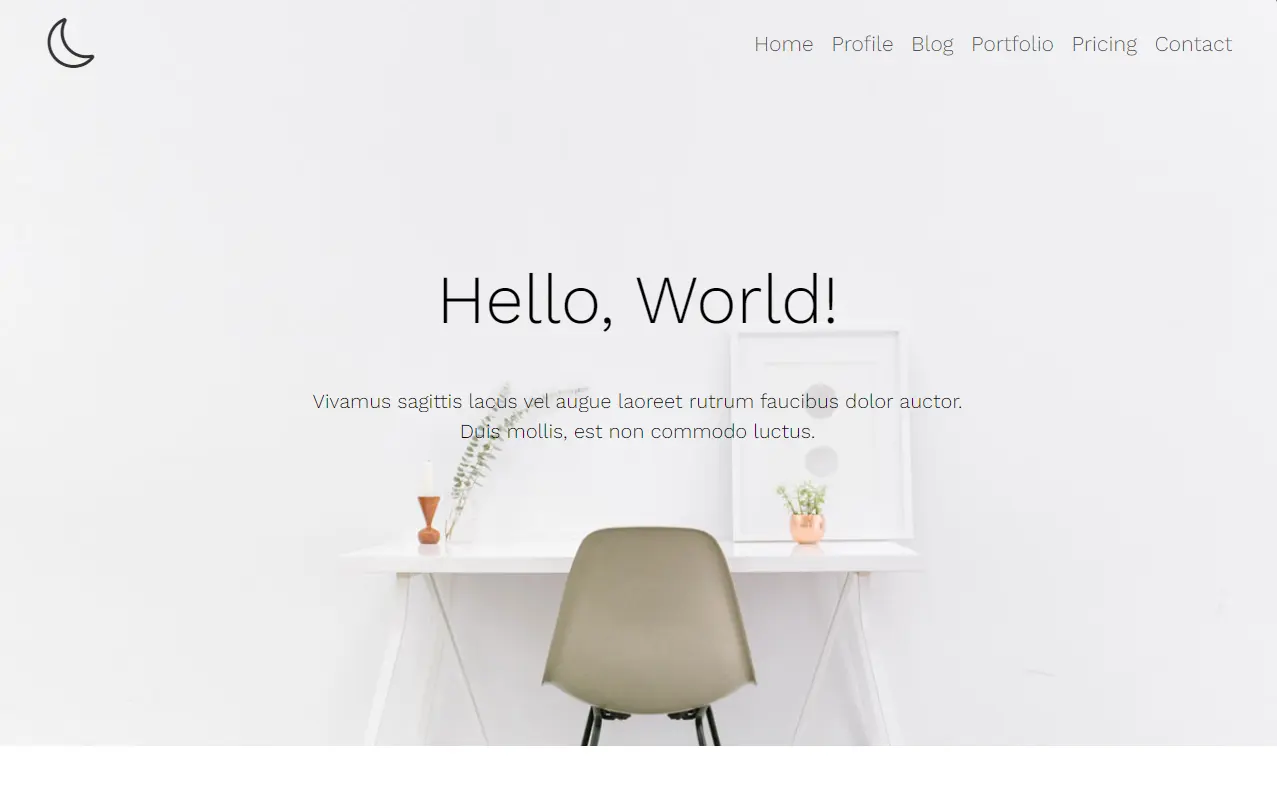 Home Profile Blog Portfolio Pricing Contact
Hello, World!
Vivamus sagittis lacus vel augue laoreet rutrum faucibus dolor auctor.
Duis mollis, est non commodo luctus.